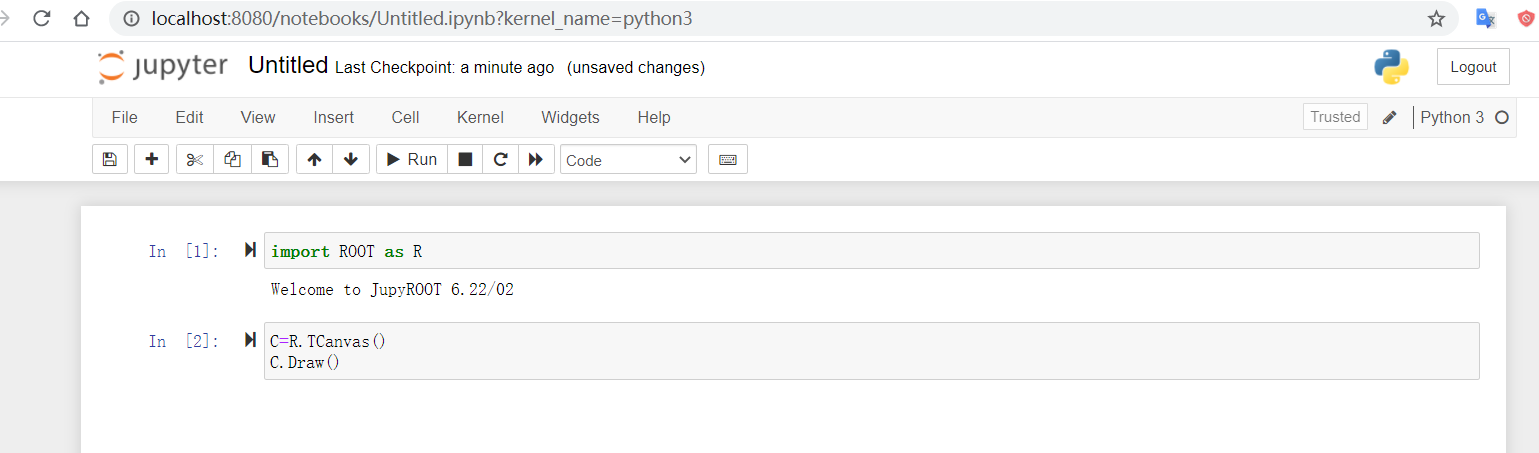 localhost:8080/notebooks/Untitled.ipynb?kernel_name=python3
jupyter Untitled Last Checkpoint: a minute ago (unsaved changes) Logout
File Edit View Insert Cell Kernel Widgets Help Trusted Python 3
Run Code
In [1]: import ROOT as R
Welcome to JupyROOT 6.22/02
In [2]: C=R.TCanvas()
C.Draw()